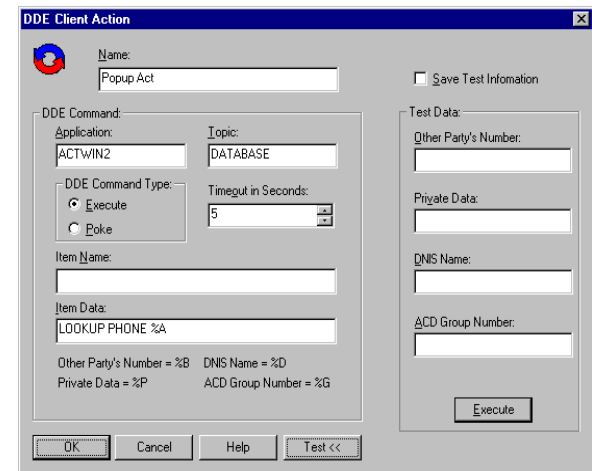 DDE Client Action
Name:
Popup Act
Save Test Infomation
DDE Command:
Application:
ACTWIN2
Topic:
DATABASE
DDE Command Type:
Execute
Poke
Timeout in Seconds:
5
Item Name:
Item Data:
LOOKUP PHONE %A
Other Party's Number = %B DNIS Name = %D
Private Data = %P ACD Group Number = %G
Test Data:
Other Party's Number:
Private Data:
DNIS Name:
ACD Group Number:
Execute
OK Cancel Help Test <<